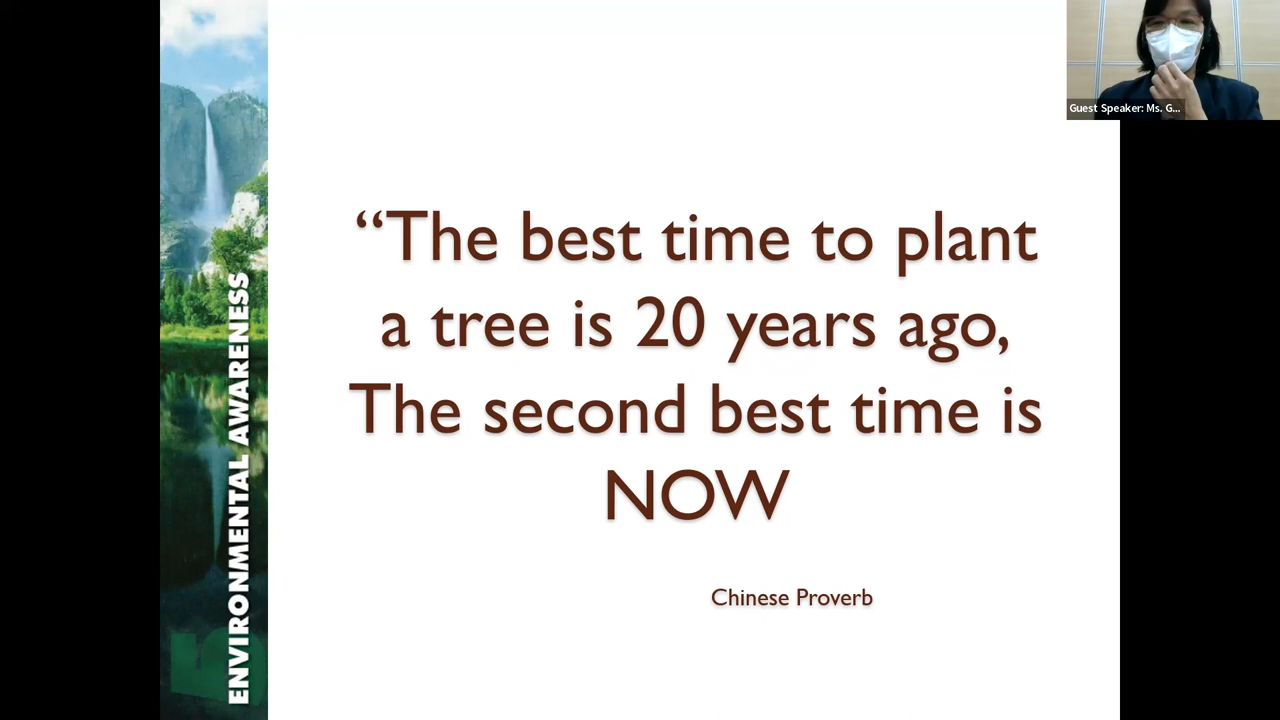 ENVIRONMENTAL AWARENESS
“The best time to plant
a tree is 20 years ago,
The second best time is
NOW
Chinese Proverb
Guest Speaker: Ms. G...